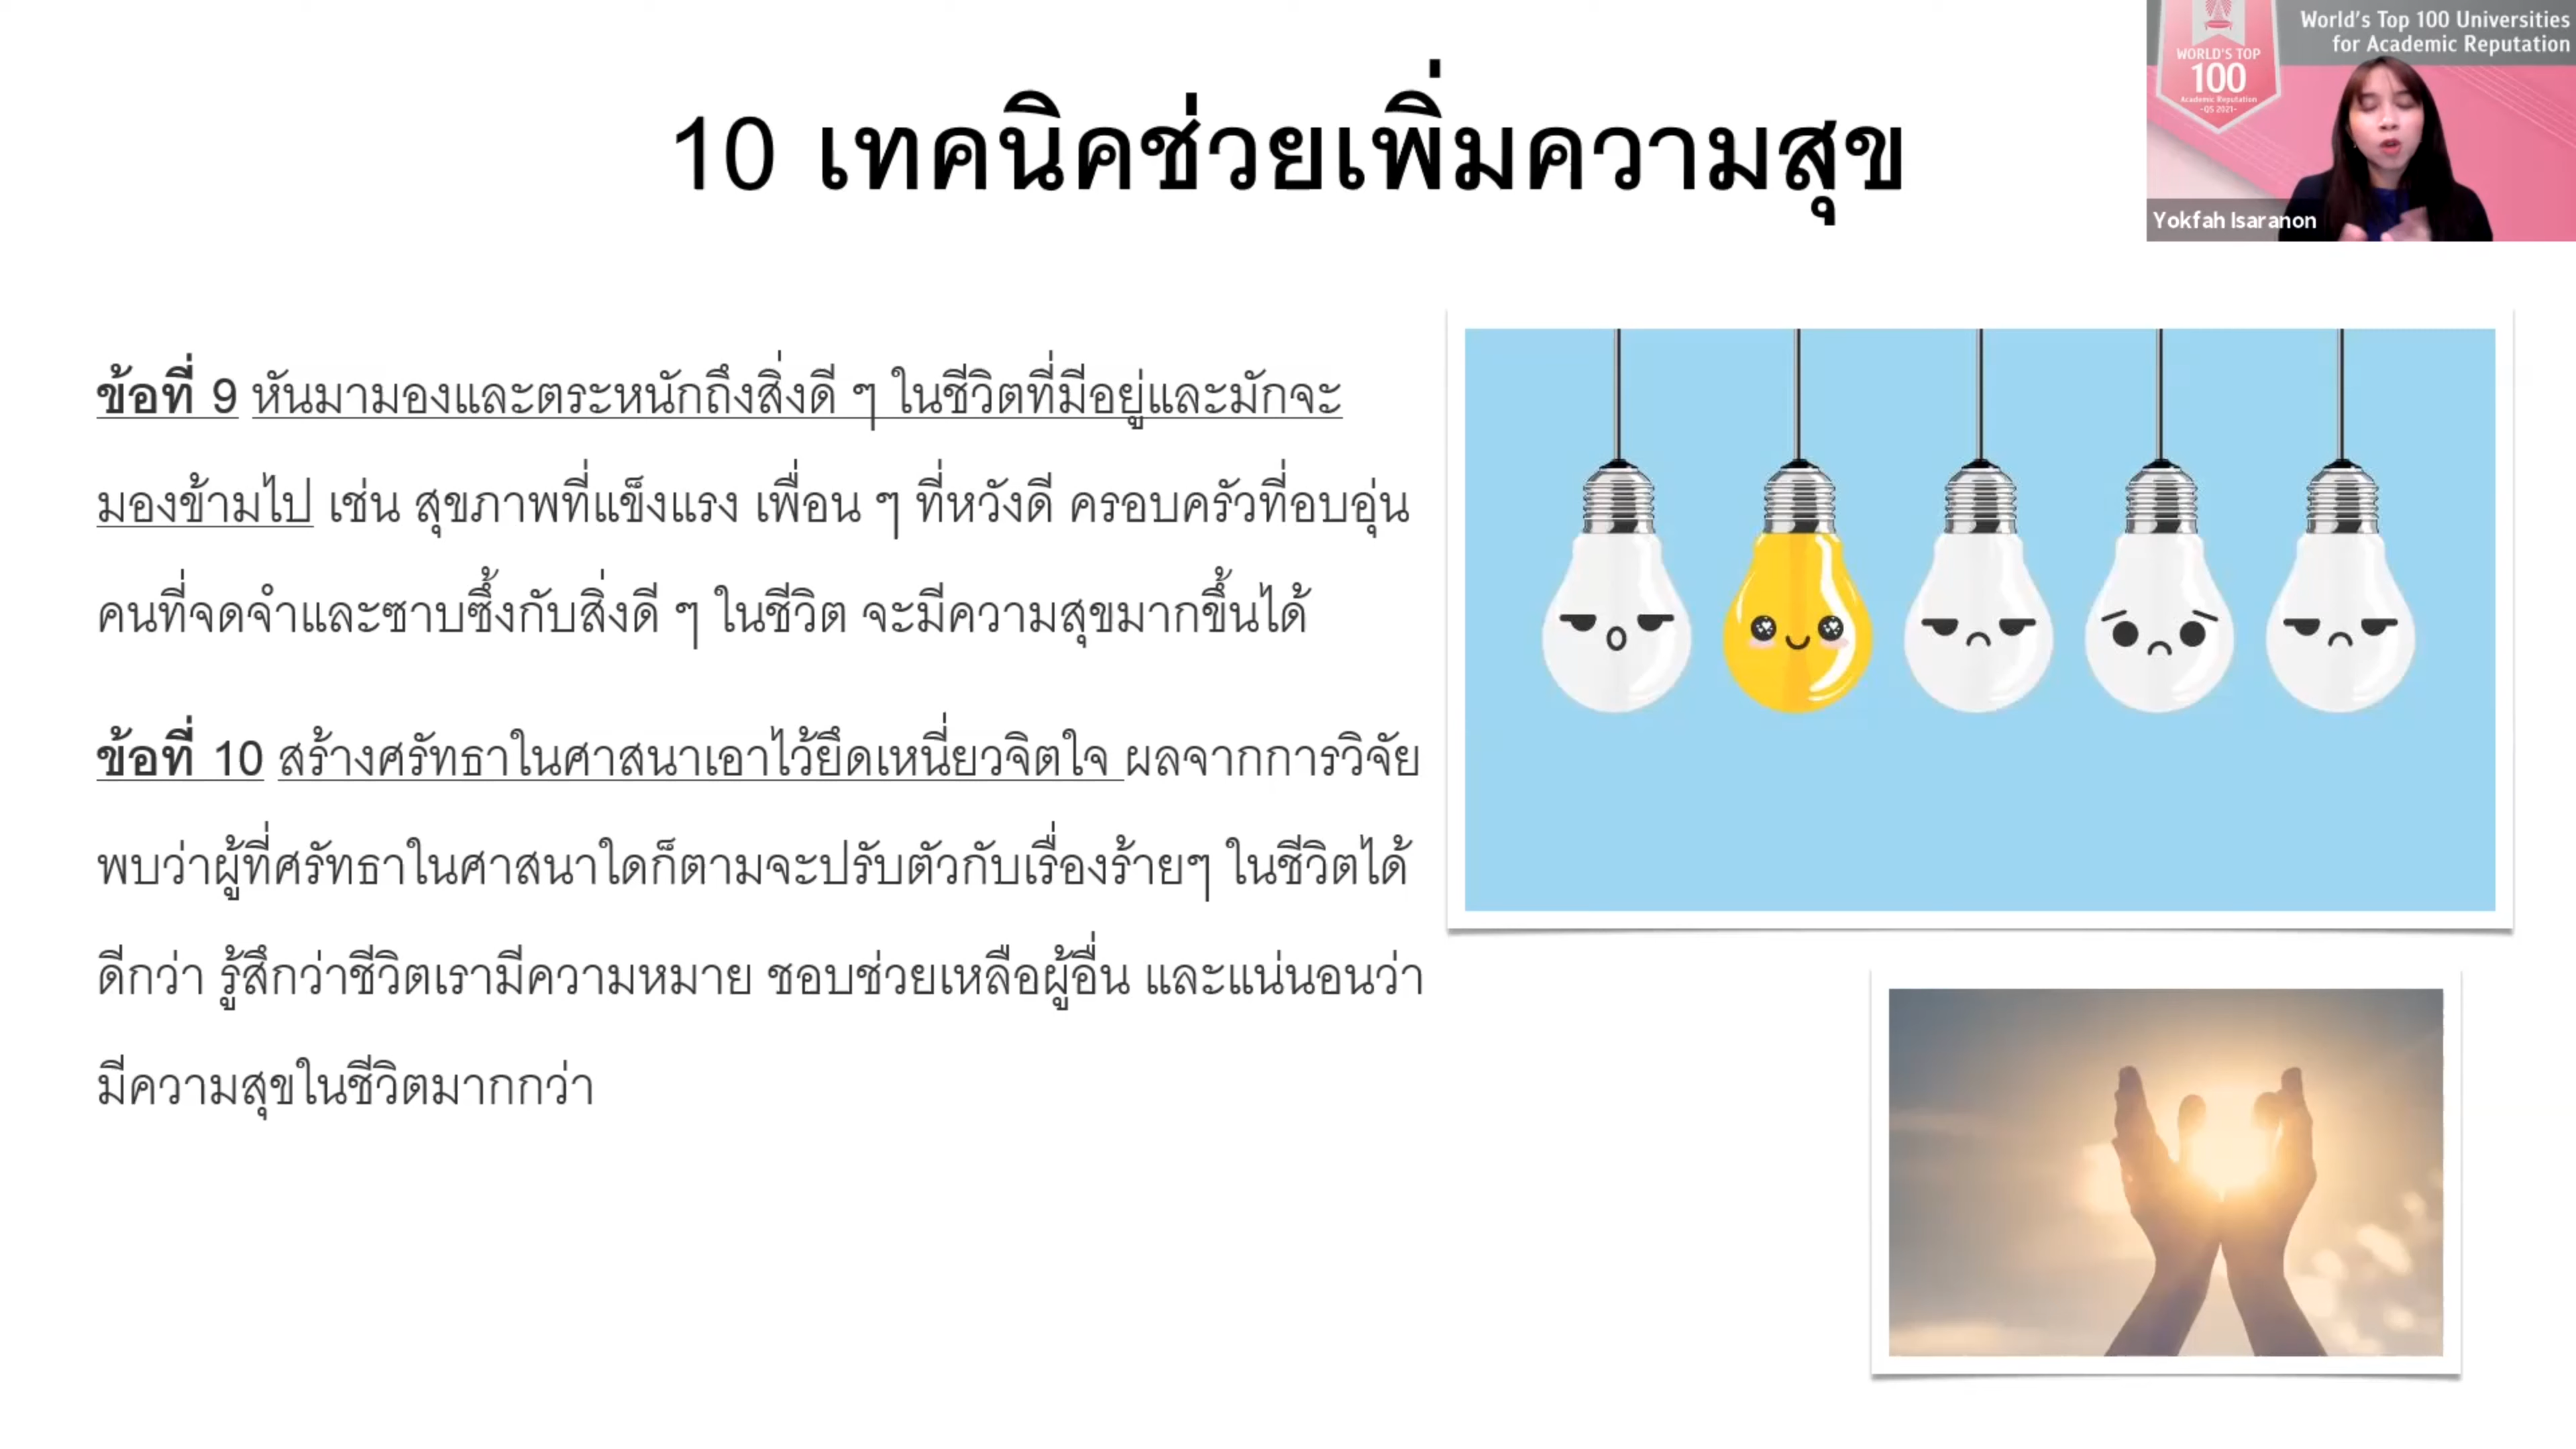 10 เทคนิคช่วยเพิ่มความสุข
World's Top 100 Universities
for Academic Reputation
WORLD'S TOP
100
Academic Reputation
-QS 2021-
Yokfah Isaranon
ข้อที่ 9 หันมามองและตระหนักถึงสิ่งดี ๆ ในชีวิตที่มีอยู่และมักจะ
มองข้ามไป เช่น สุขภาพที่แข็งแรง เพื่อน ๆ ที่หวังดี ครอบครัวที่อบอุ่น
คนที่จดจำและซาบซึ้งกับสิ่งดี ๆ ในชีวิต จะมีความสุขมากขึ้นได้
ข้อที่ 10 สร้างศรัทธาในศาสนาเอาไว้ยึดเหนี่ยวจิตใจ ผลจากการวิจัย
พบว่าผู้ที่ศรัทธาในศาสนาใดก็ตามจะปรับตัวกับเรื่องร้ายๆ ในชีวิตได้
ดีกว่า รู้สึกว่าชีวิตเรามีความหมาย ชอบช่วยเหลือผู้อื่น และแน่นอนว่า
มีความสุขในชีวิตมากกว่า